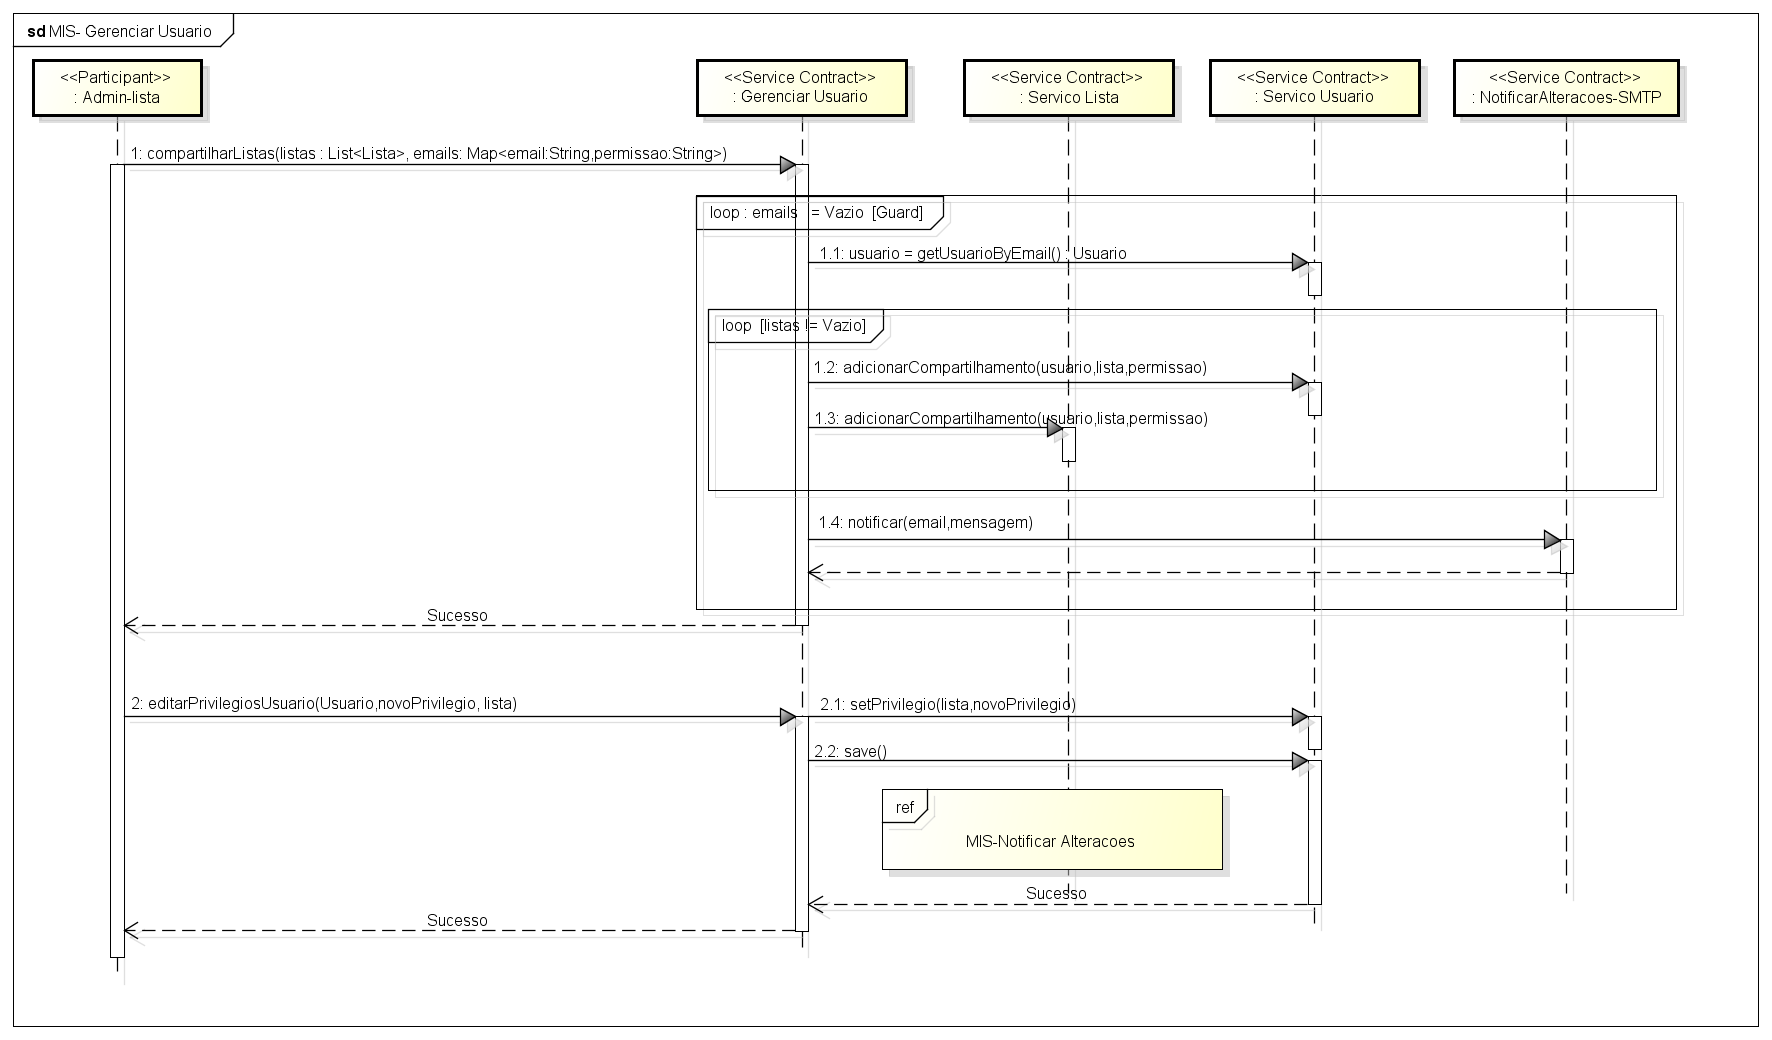 sd MIS- Gerenciar Usuario
<<Participant>>
: Admin-lista
<<Service Contract>>
: Gerenciar Usuario
<<Service Contract>>
: Servico Lista
<<Service Contract>>
: Servico Usuario
<<Service Contract>>
: NotificarAlteracoes-SMTP
1: compartilharListas(listas : List<Lista>, emails: Map<email:String,permissao:String>)
loop : emails = Vazio [Guard]
1.1: usuario = getUsuarioByEmail() : Usuario
loop [listas != Vazio]
1.2: adicionarCompartilhamento(usuario,lista,permissao)
1.3: adicionarCompartilhamento(usuario,lista,permissao)
1.4: notificar(email,mensagem)
Sucesso
2: editarPrivilegiosUsuario(Usuario,novoPrivilegio, lista)
2.1: setPrivilegio(lista,novoPrivilegio)
2.2: save()
ref
MIS-Notificar Alteracoes
Sucesso
Sucesso